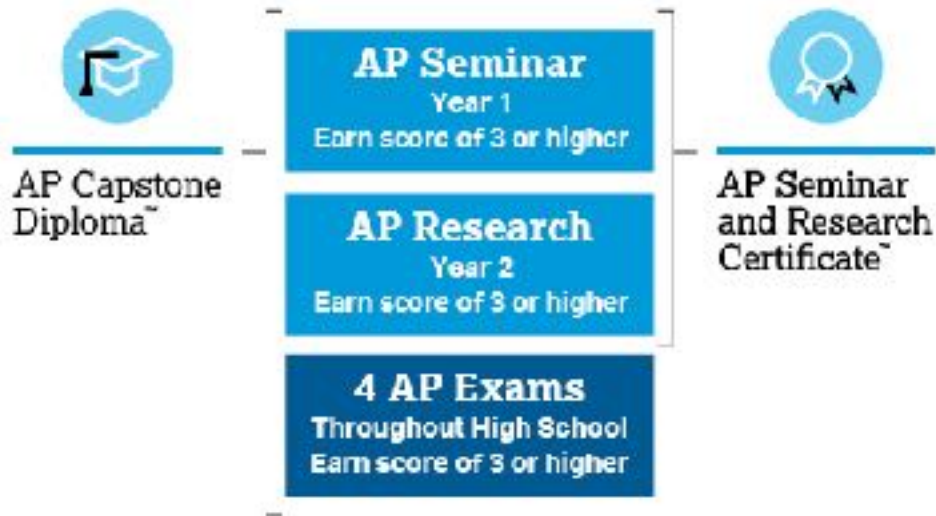 AP Capstone
Diploma™
AP Seminar
Year 1
Earn score of 3 or higher
AP Research
Year 2
Earn score of 3 or higher
4 AP Exams
Throughout High School
Earn score of 3 or higher
AP Seminar
and Research
Certificate™